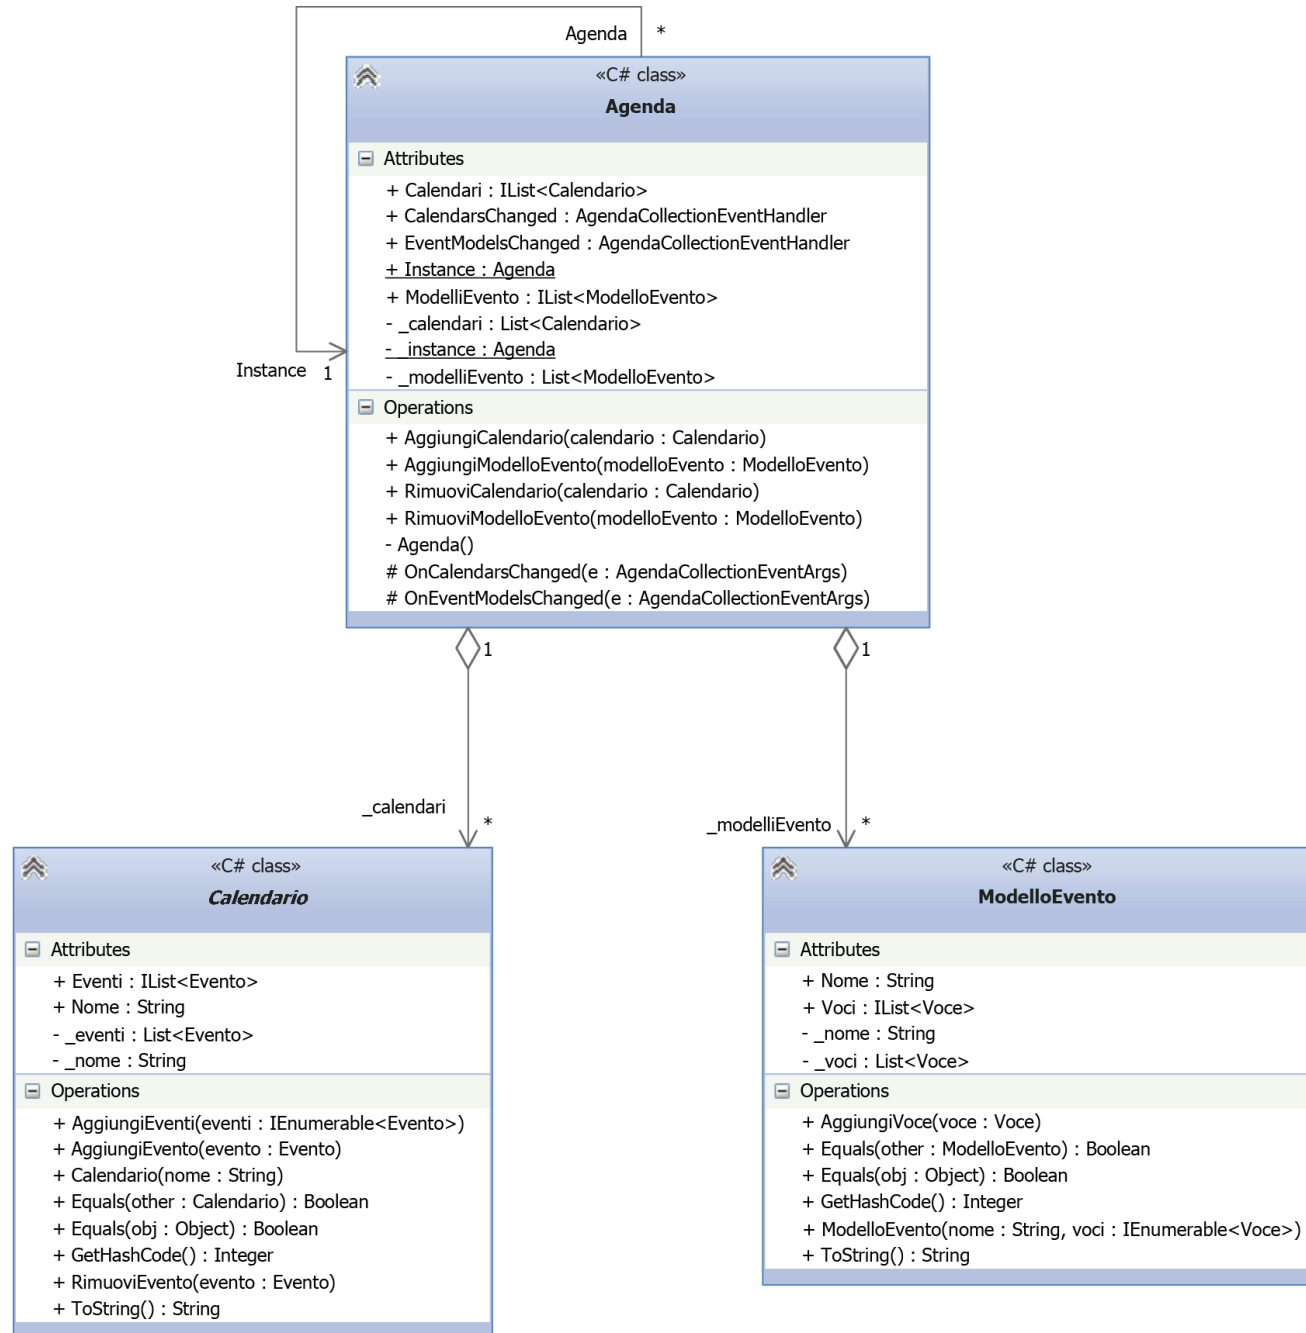 Agenda *
«C# class»
Agenda
Attributes
+ Calendari : IList<Calendario>
+ CalendarsChanged : AgendaCollectionEventHandler
+ EventModelsChanged : AgendaCollectionEventHandler
+ Instance : Agenda
+ ModelliEvento : IList<ModelloEvento>
- _calendari : List<Calendario>
- _instance : Agenda
- _modelliEvento : List<ModelloEvento>
Instance 1
Operations
+ AggiungiCalendario(calendario : Calendario)
+ AggiungiModelloEvento(modelloEvento : ModelloEvento)
+ RimuoviCalendario(calendario : Calendario)
+ RimuoviModelloEvento(modelloEvento : ModelloEvento)
- Agenda()
# OnCalendarsChanged(e : AgendaCollectionEventArgs)
# OnEventModelsChanged(e : AgendaCollectionEventArgs)
1
1
_calendari *
_modelliEvento *
«C# class»
Calendario
Attributes
+ Eventi : IList<Evento>
+ Nome : String
- _eventi : List<Evento>
- _nome : String
Operations
+ AggiungiEventi(eventi : IEnumerable<Evento>)
+ AggiungiEvento(evento : Evento)
+ Calendario(nome : String)
+ Equals(other : Calendario) : Boolean
+ Equals(obj : Object) : Boolean
+ GetHashCode() : Integer
+ RimuoviEvento(evento : Evento)
+ ToString() : String
«C# class»
ModelloEvento
Attributes
+ Nome : String
+ Voci : IList<Voce>
- _nome : String
- _voci : List<Voce>
Operations
+ AggiungiVoce(voce : Voce)
+ Equals(other : ModelloEvento) : Boolean
+ Equals(obj : Object) : Boolean
+ GetHashCode() : Integer
+ ModelloEvento(nome : String, voci : IEnumerable<Voce>)
+ ToString() : String